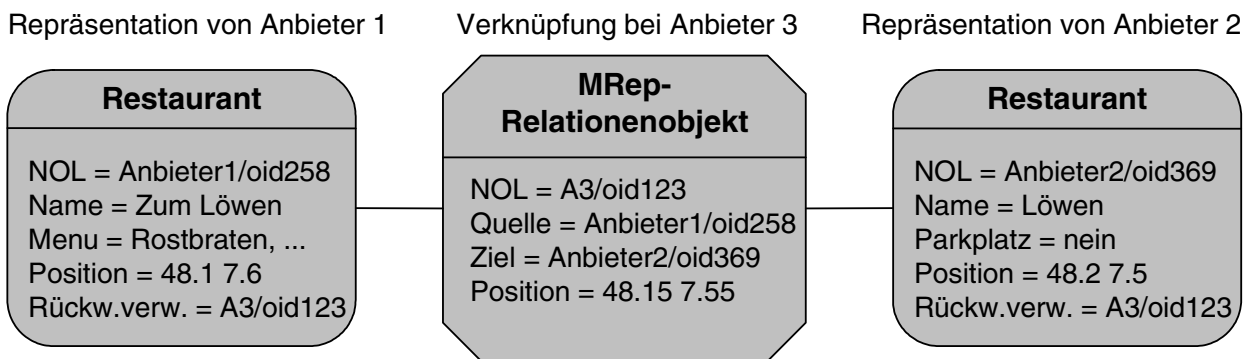 Repräsentation von Anbieter 1
Restaurant
NOL = Anbieter1/oid258
Name = Zum Löwen
Menu = Rostbraten, ...
Position = 48.1 7.6
Rückw.verw. = A3/oid123
Verknüpfung bei Anbieter 3
MRep-
Relationenobjekt
NOL = A3/oid123
Quelle = Anbieter1/oid258
Ziel = Anbieter2/oid369
Position = 48.15 7.55
Repräsentation von Anbieter 2
Restaurant
NOL = Anbieter2/oid369
Name = Löwen
Parkplatz = nein
Position = 48.2 7.5
Rückw.verw. = A3/oid123